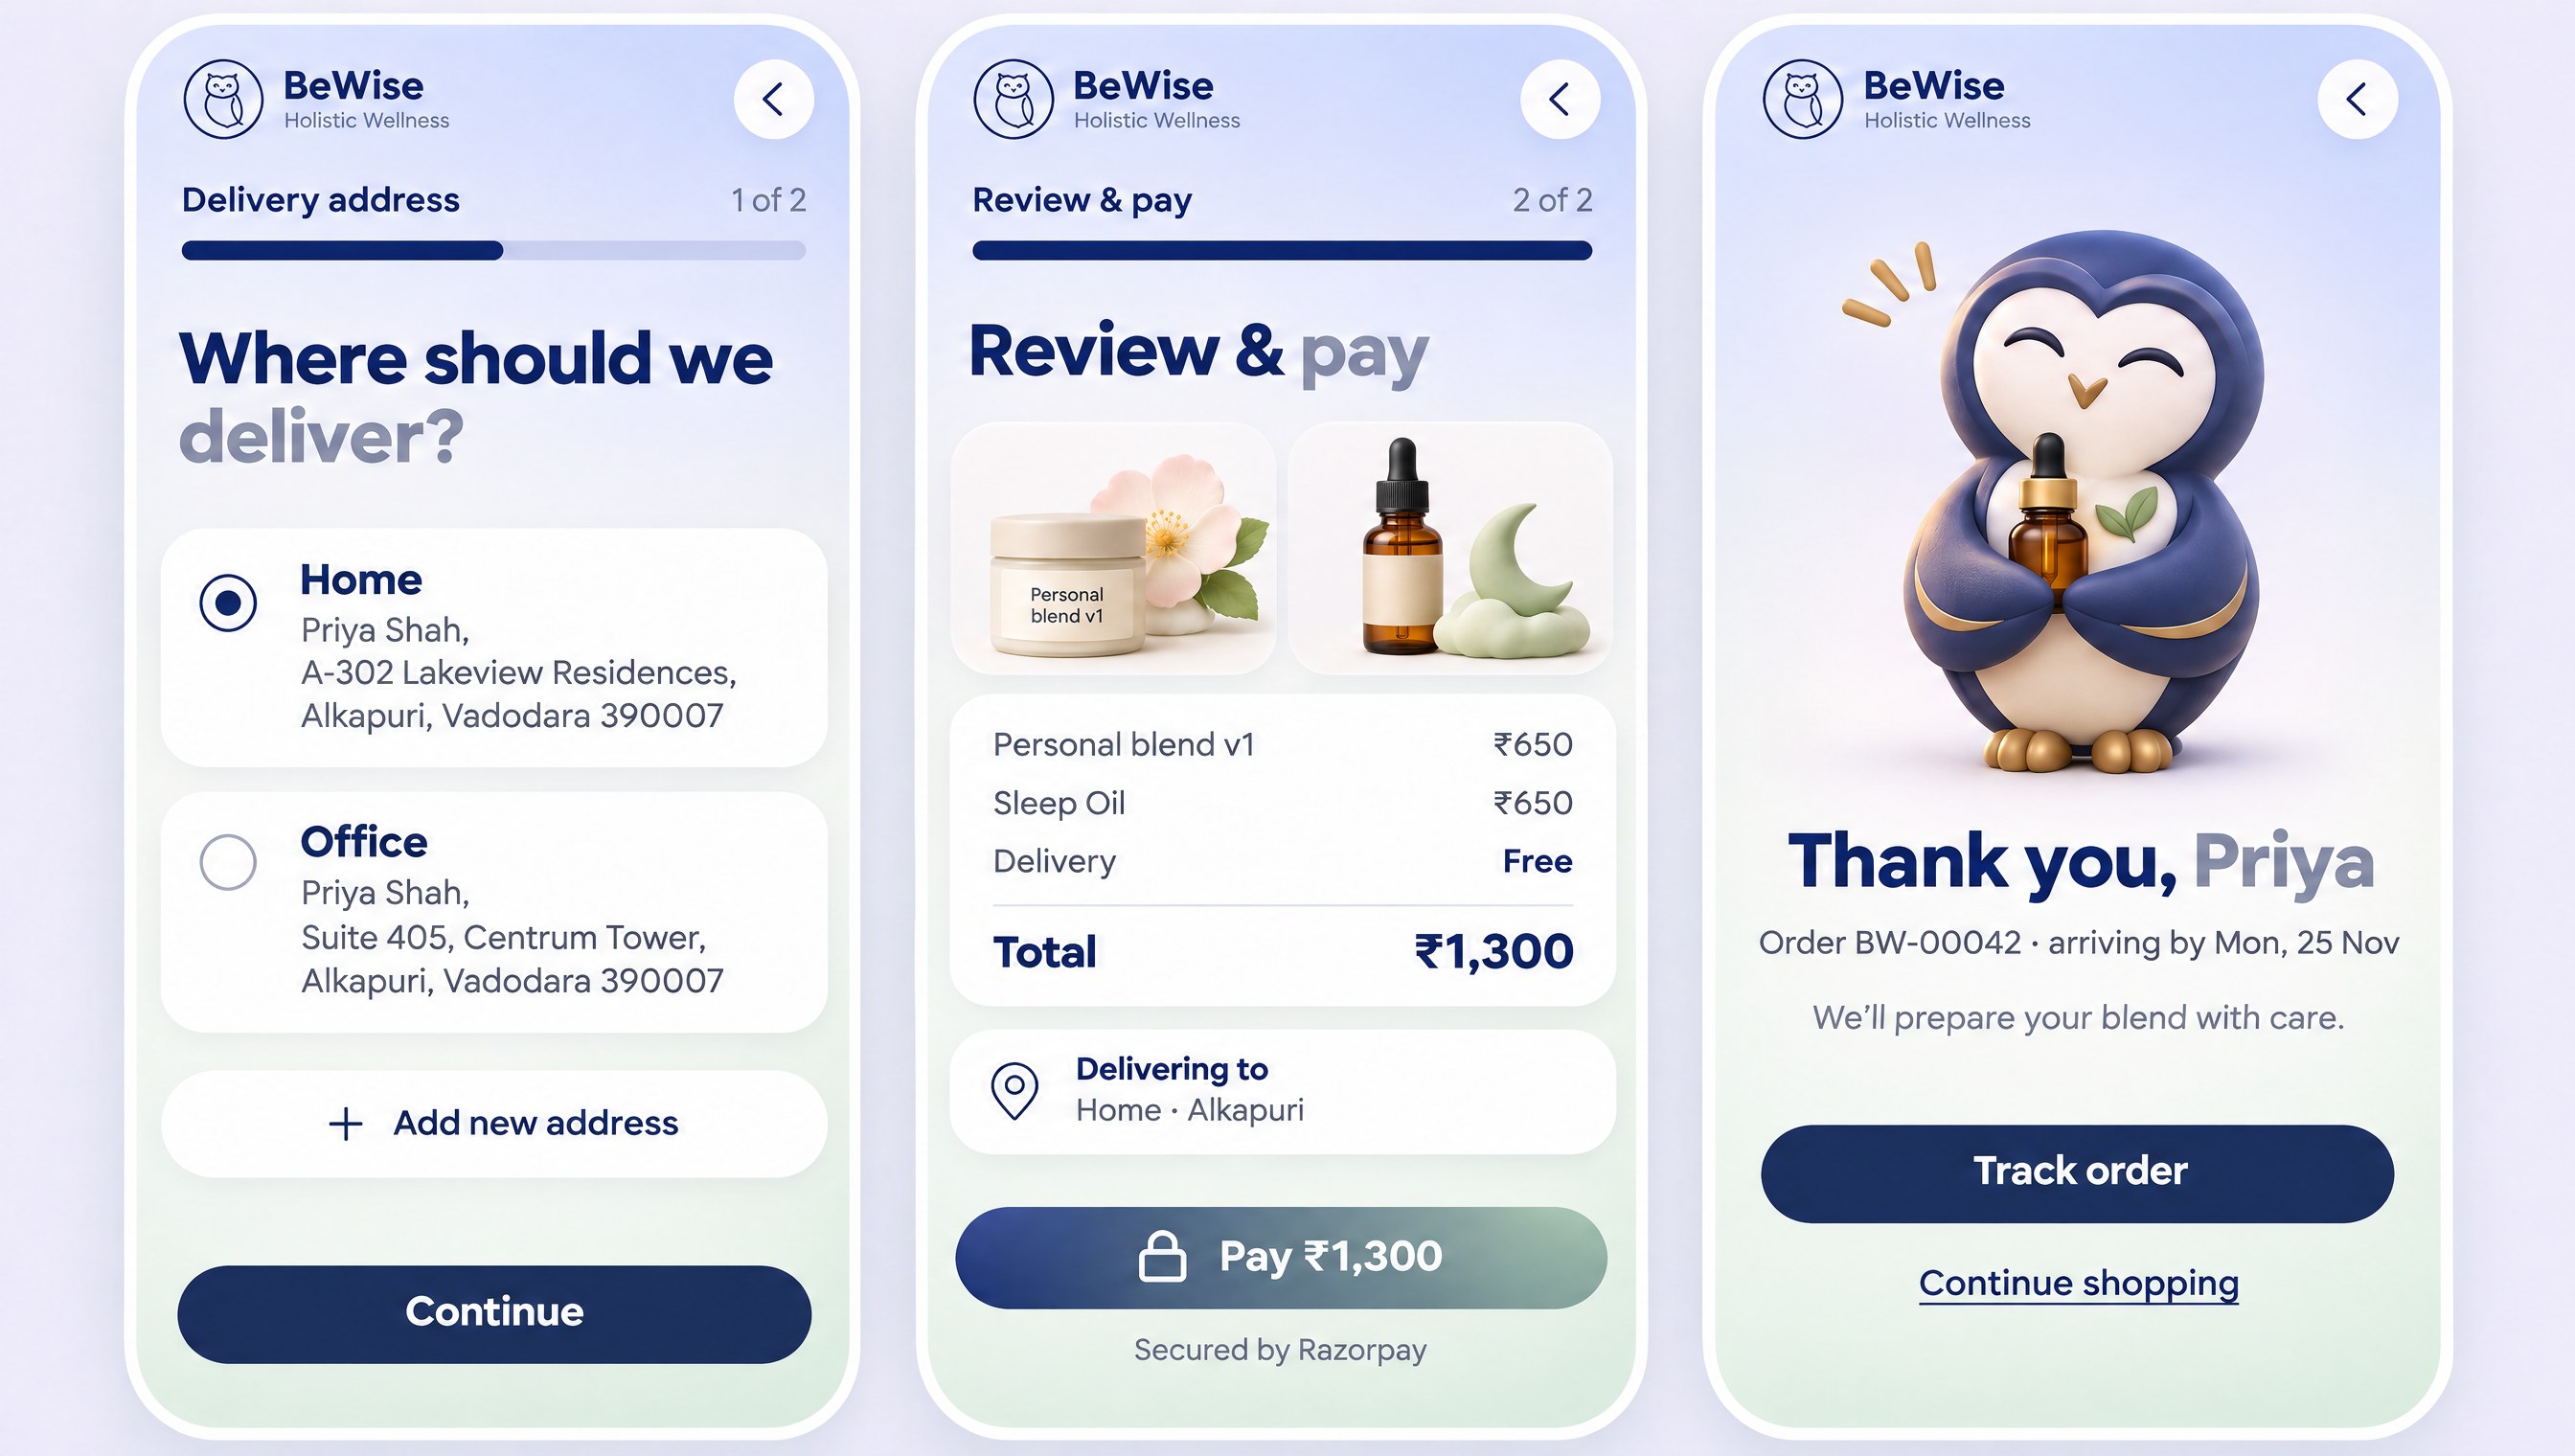 BeWise
Holistic Wellness
Delivery address
1 of 2
Where should we
deliver?
Home
Priya Shah,
A-302 Lakeview Residences,
Alkapuri, Vadodara 390007
Office
Priya Shah,
Suite 405, Centrum Tower,
Alkapuri, Vadodara 390007
Add new address
Continue
BeWise
Holistic Wellness
Review & pay
2 of 2
Review & pay
Personal
blend v1
Personal blend v1 ₹650
Sleep Oil ₹650
Delivery Free
Total ₹1,300
Delivering to
Home · Alkapuri
Pay ₹1,300
Secured by Razorpay
BeWise
Holistic Wellness
Thank you, Priya
Order BW-00042 · arriving by Mon, 25 Nov
We’ll prepare your blend with care.
Track order
Continue shopping